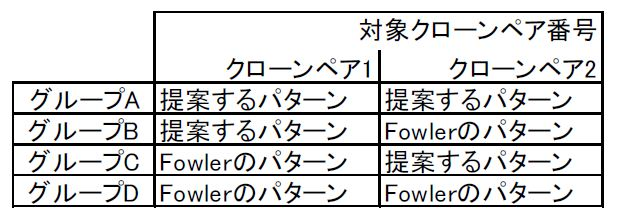 対象クローンペア番号
クローンペア1 クローンペア2
グループA 提案するパターン 提案するパターン
グループB 提案するパターン Fowlerのパターン
グループC Fowlerのパターン 提案するパターン
グループD Fowlerのパターン Fowlerのパターン